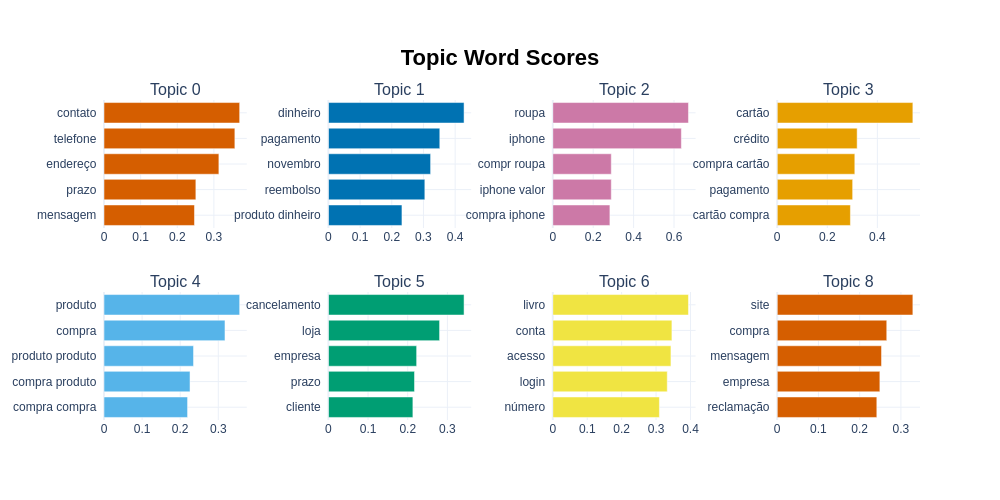 Topic Word Scores
Topic 0
contato
telefone
endereço
prazo
mensagem
0 0.1 0.2 0.3
Topic 1
dinheiro
pagamento
novembro
reembolso
produto dinheiro
0 0.1 0.2 0.3 0.4
Topic 2
roupa
iphone
compr roupa
iphone valor
compra iphone
0 0.2 0.4 0.6
Topic 3
cartão
crédito
compra cartão
pagamento
cartão compra
0 0.2 0.4
Topic 4
produto
compra
produto produto
compra produto
compra compra
0 0.1 0.2 0.3
Topic 5
cancelamento
loja
empresa
prazo
cliente
0 0.1 0.2 0.3
Topic 6
livro
conta
acesso
login
número
0 0.1 0.2 0.3 0.4
Topic 8
site
compra
mensagem
empresa
reclamação
0 0.1 0.2 0.3